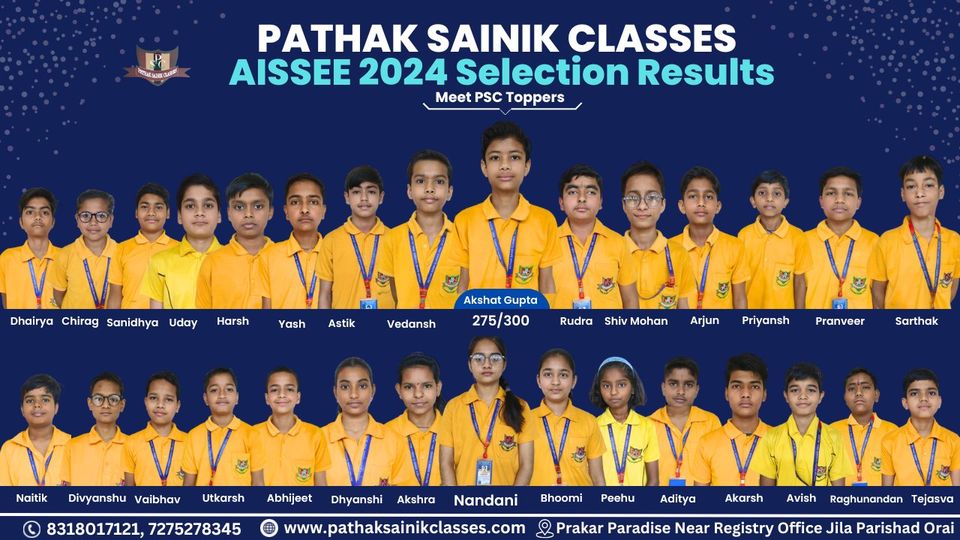 PATHAK SAINIK CLASSES
AISSEE 2024 Selection Results
Meet PSC Toppers
PATHAK SAINIK CLASSES
Akshat Gupta
275/300
Dhairya Chirag Sanidhya Uday Harsh Yash Astik Vedansh Rudra Shiv Mohan Arjun Priyansh Pranveer Sarthak
Naitik Divyanshu Vaibhav Utkarsh Abhijeet Dhyanshi Akshra Nandani Bhoomi Peehu Aditya Akarsh Avish Raghunandan Tejasva
8318017121, 7275278345 www.pathaksainikclasses.com Prakar Paradise Near Registry Office Jila Parishad Orai